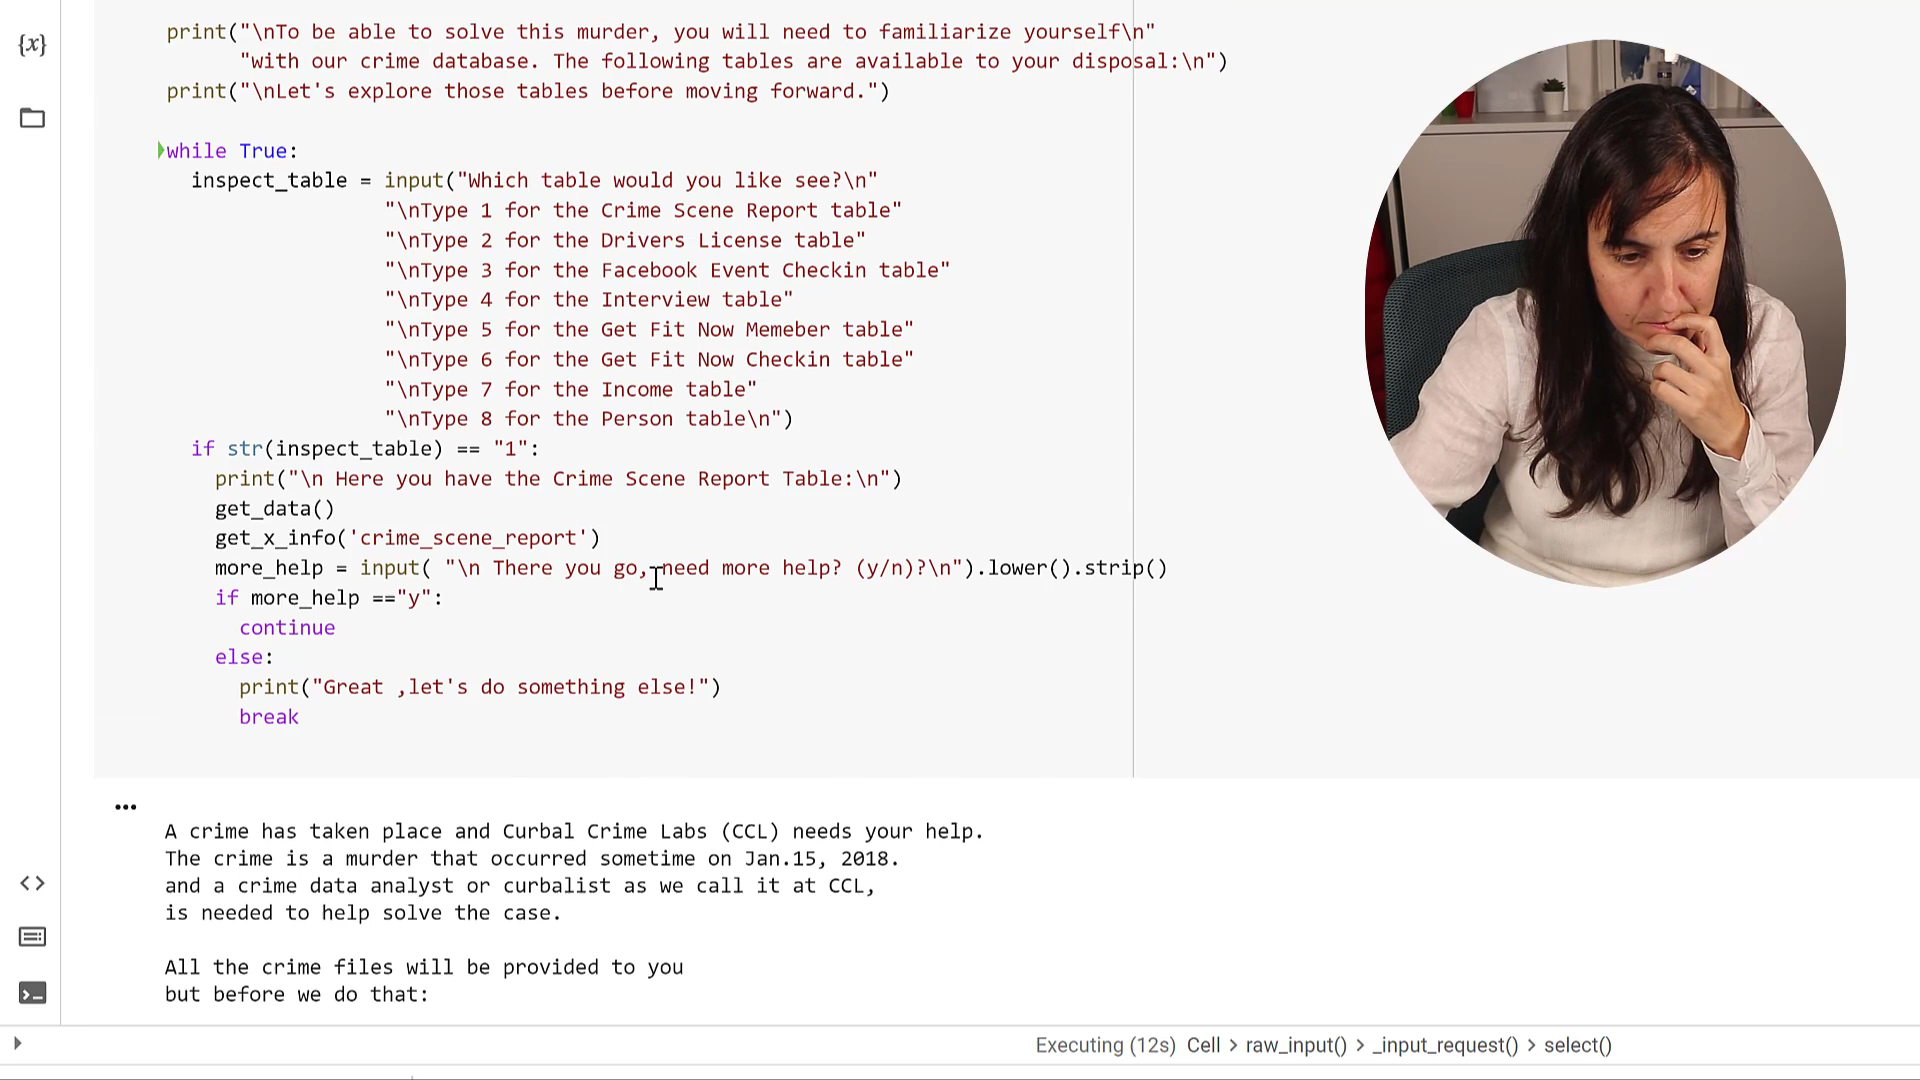 {x}
print("\nTo be able to solve this murder, you will need to familiarize yourself\n"
"with our crime database. The following tables are available to your disposal:\n")
print("\nLet's explore those tables before moving forward.")
while True:
inspect_table = input("Which table would you like see?\n"
"\nType 1 for the Crime Scene Report table"
"\nType 2 for the Drivers License table"
"\nType 3 for the Facebook Event Checkin table"
"\nType 4 for the Interview table"
"\nType 5 for the Get Fit Now Memeber table"
"\nType 6 for the Get Fit Now Checkin table"
"\nType 7 for the Income table"
"\nType 8 for the Person table\n")
if str(inspect_table) == "1":
print("\n Here you have the Crime Scene Report Table:\n")
get_data()
get_x_info('crime_scene_report')
more_help = input( "\n There you go, need more help? (y/n)?\n").lower().strip()
if more_help =="y":
continue
else:
print("Great ,let's do something else!")
break
A crime has taken place and Curbal Crime Labs (CCL) needs your help.
The crime is a murder that occurred sometime on Jan.15, 2018.
and a crime data analyst or curbalist as we call it at CCL,
is needed to help solve the case.
All the crime files will be provided to you
but before we do that:
Executing (12s) Cell > raw_input() > _input_request() > select()